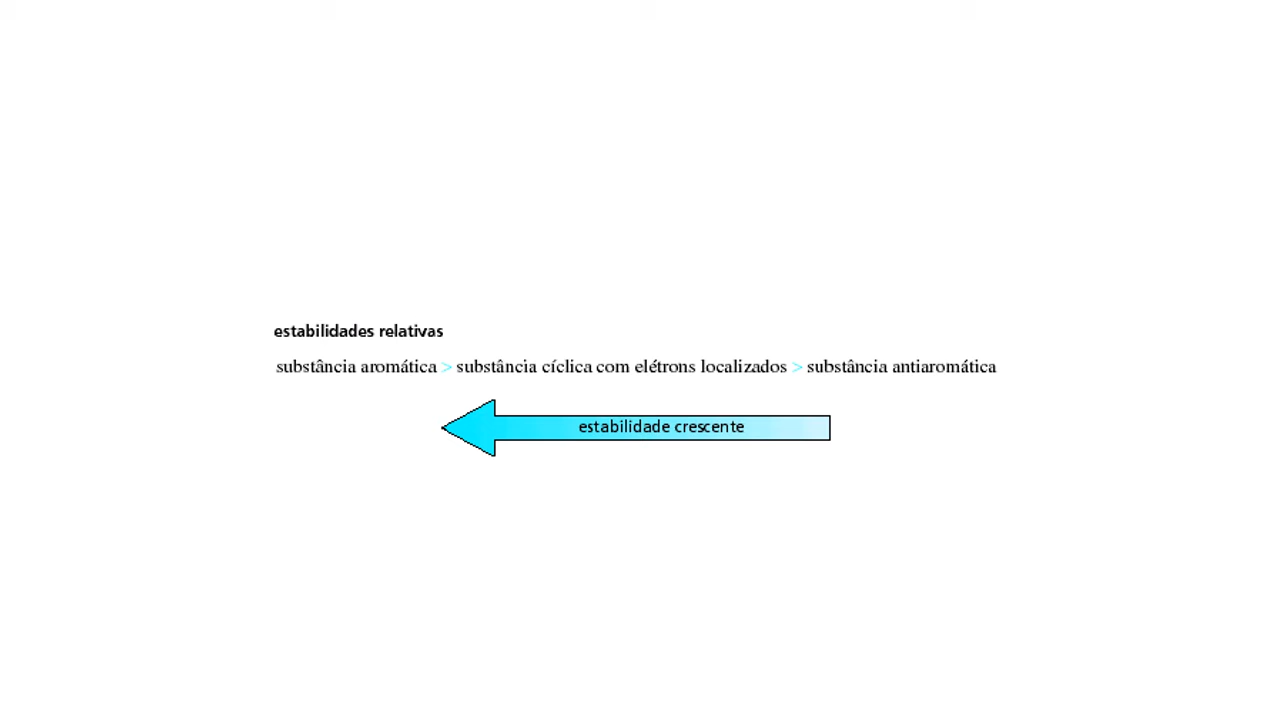 estabilidades relativas
substância aromática > substância cíclica com elétrons localizados > substância antiaromática
estabilidade crescente